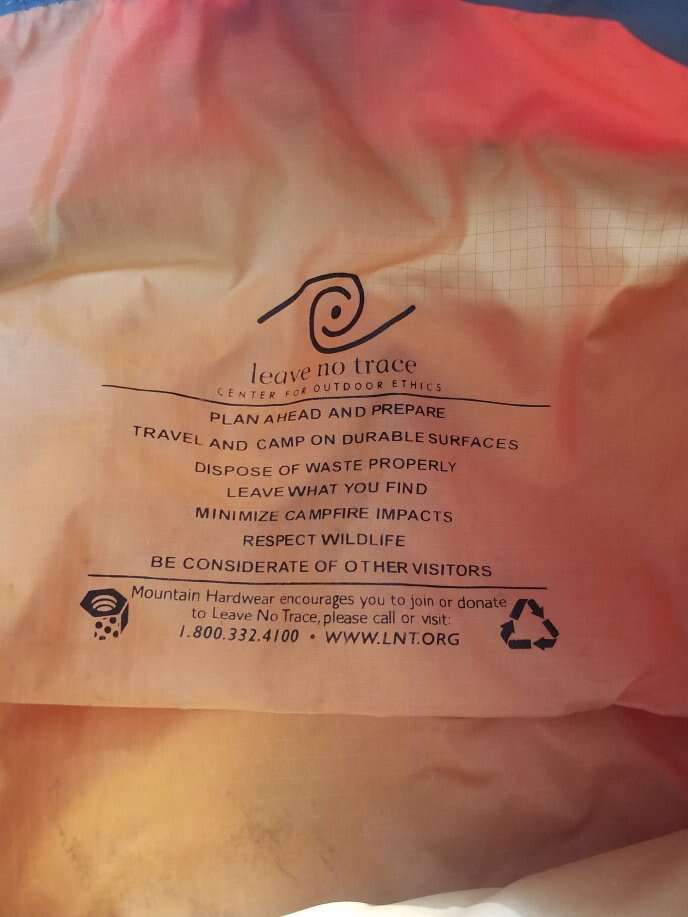 leave no trace
CENTER FOR OUTDOOR ETHICS
PLAN AHEAD AND PREPARE
TRAVEL AND CAMP ON DURABLE SURFACES
DISPOSE OF WASTE PROPERLY
LEAVE WHAT YOU FIND
MINIMIZE CAMPFIRE IMPACTS
RESPECT WILDLIFE
BE CONSIDERATE OF OTHER VISITORS
Mountain Hardwear encourages you to join or donate
to Leave No Trace, please call or visit:
1.800.332.4100 • WWW.LNT.ORG